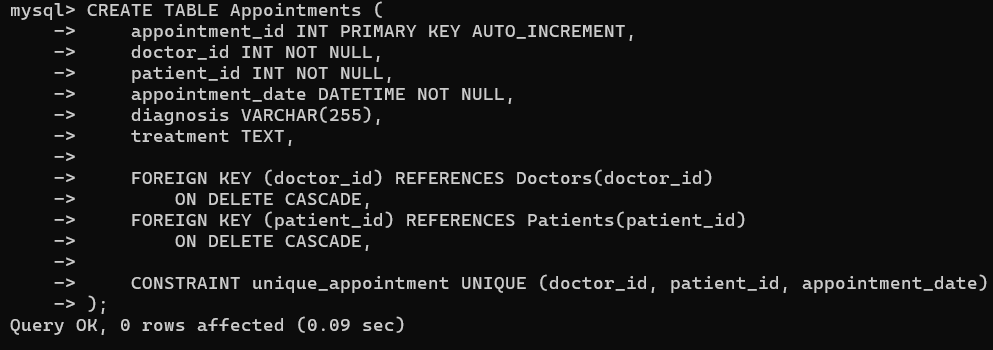 mysql> CREATE TABLE Appointments (
    ->     appointment_id INT PRIMARY KEY AUTO_INCREMENT,
    ->     doctor_id INT NOT NULL,
    ->     patient_id INT NOT NULL,
    ->     appointment_date DATETIME NOT NULL,
    ->     diagnosis VARCHAR(255),
    ->     treatment TEXT,
    ->
    ->     FOREIGN KEY (doctor_id) REFERENCES Doctors(doctor_id)
    ->         ON DELETE CASCADE,
    ->     FOREIGN KEY (patient_id) REFERENCES Patients(patient_id)
    ->         ON DELETE CASCADE,
    ->
    ->     CONSTRAINT unique_appointment UNIQUE (doctor_id, patient_id, appointment_date)
    -> );
Query OK, 0 rows affected (0.09 sec)